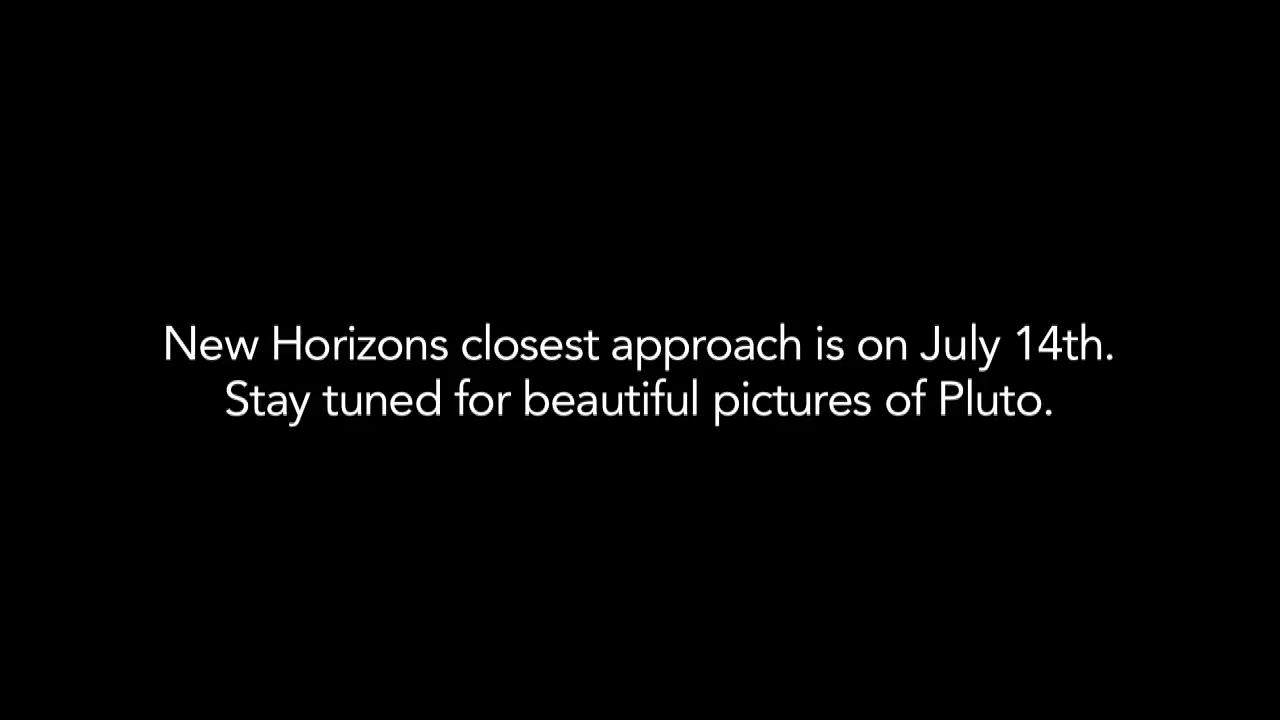 New Horizons closest approach is on July 14th.
Stay tuned for beautiful pictures of Pluto.